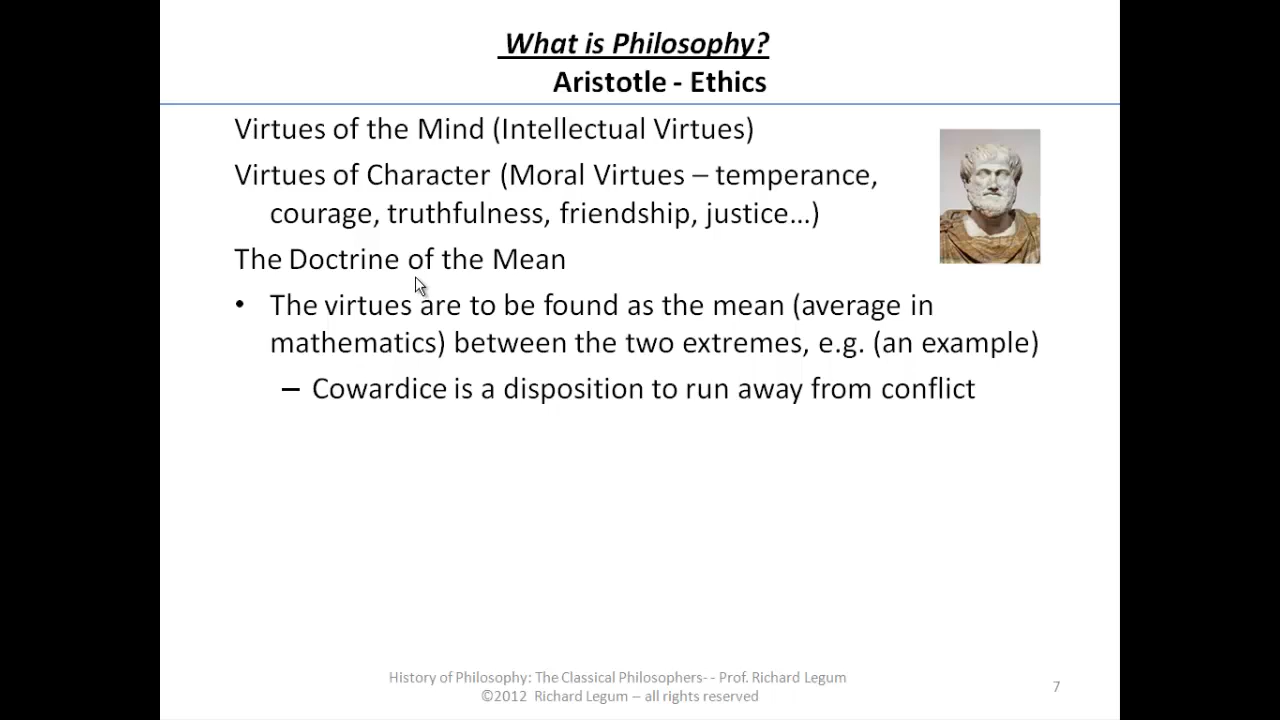 What is Philosophy?
Aristotle - Ethics
Virtues of the Mind (Intellectual Virtues)
Virtues of Character (Moral Virtues – temperance,
courage, truthfulness, friendship, justice…)
The Doctrine of the Mean
• The virtues are to be found as the mean (average in
mathematics) between the two extremes, e.g. (an example)
– Cowardice is a disposition to run away from conflict
History of Philosophy: The Classical Philosophers- - Prof. Richard Legum
©2012 Richard Legum – all rights reserved
7